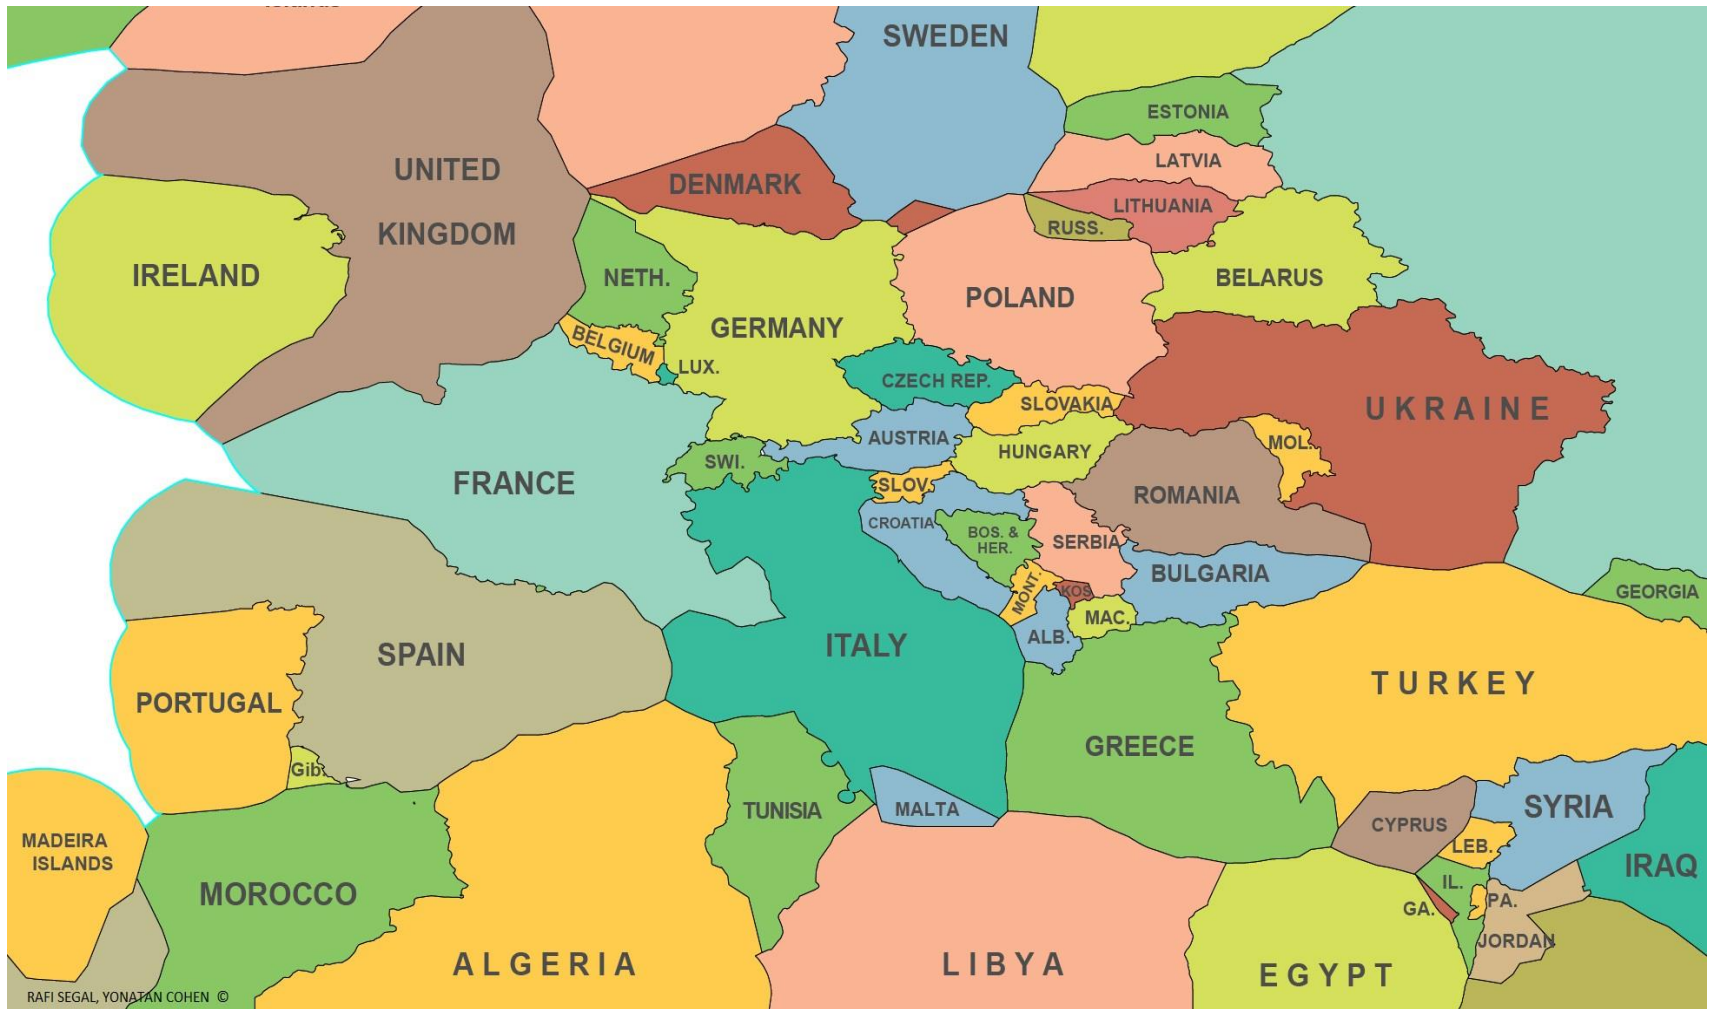 SWEDEN
ESTONIA
LATVIA
UNITED
KINGDOM
DENMARK
LITHUANIA
RUSS.
IRELAND
NETH.
BELARUS
POLAND
GERMANY
BELGIUM
LUX.
CZECH REP.
SLOVAKIA
UKRAINE
AUSTRIA
MOL.
HUNGARY
SWI.
FRANCE
SLOV.
ROMANIA
CROATIA
BOS. &
HER.
SERBIA
BULGARIA
MONT.
KOS
GEORGIA
MAC.
ALB.
ITALY
SPAIN
TURKEY
PORTUGAL
GREECE
Gib.
TUNISIA
MALTA
SYRIA
CYPRUS
MADEIRA
ISLANDS
LEB.
IRAQ
MOROCCO
IL.
PA.
GA.
JORDAN
ALGERIA
LIBYA
EGYPT
RAFI SEGAL, YONATAN COHEN ©